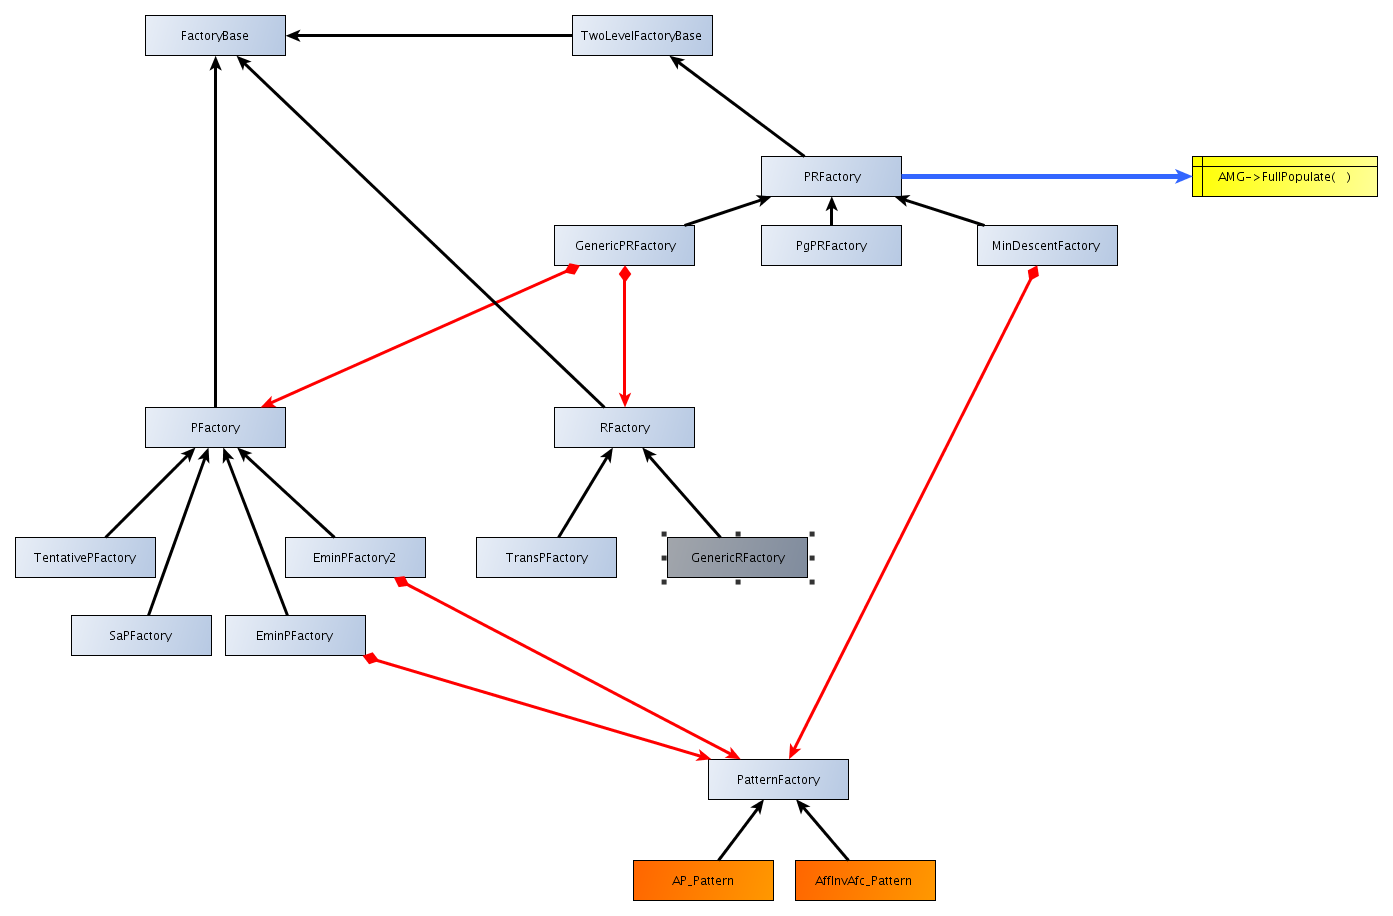 FactoryBase
TwoLevelFactoryBase
PRFactory
AMG->FullPopulate( )
GenericPRFactory
PgPRFactory
MinDescentFactory
PFactory
RFactory
TentativePFactory
EminPFactory2
TransPFactory
GenericRFactory
SaPFactory
EminPFactory
PatternFactory
AP_Pattern
AffInvAfc_Pattern